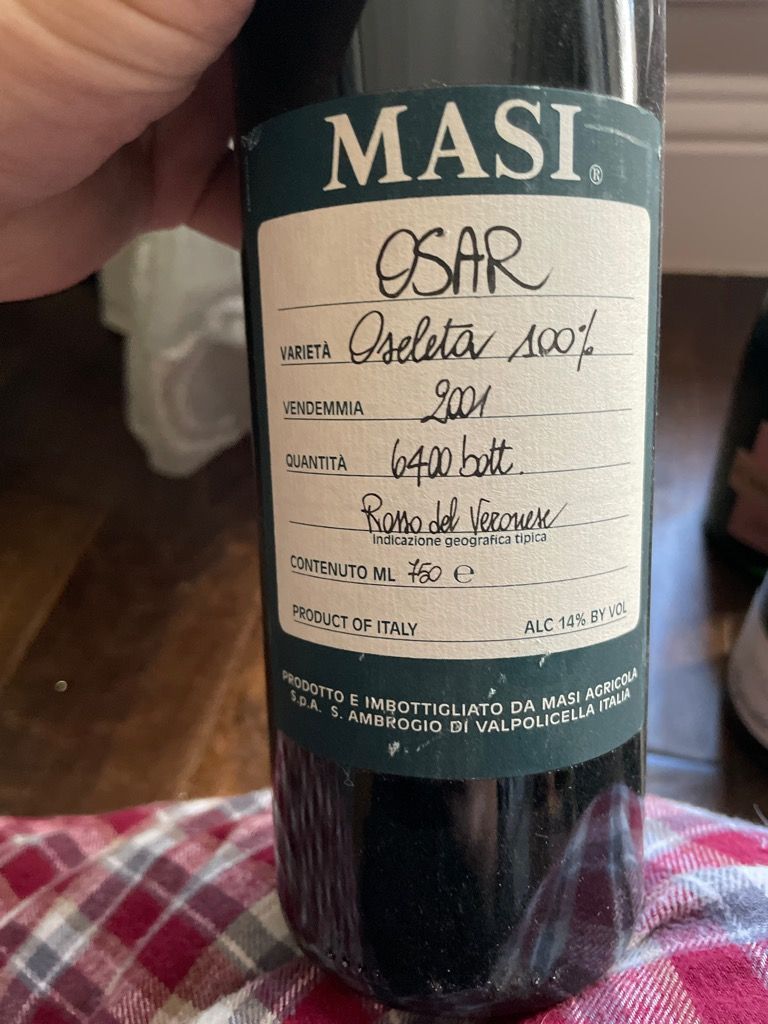 MASI®
OSAR
VARIETÀ Oseleta 100%
VENDEMMIA 2001
QUANTITÀ 6400 bott.
Rosso del Veronese
indicazione geografica tipica
CONTENUTO ML 750 ℮
PRODUCT OF ITALY ALC 14% BY VOL
PRODOTTO E IMBOTTIGLIATO DA MASI AGRICOLA
S.p.A. S. AMBROGIO DI VALPOLICELLA ITALIA